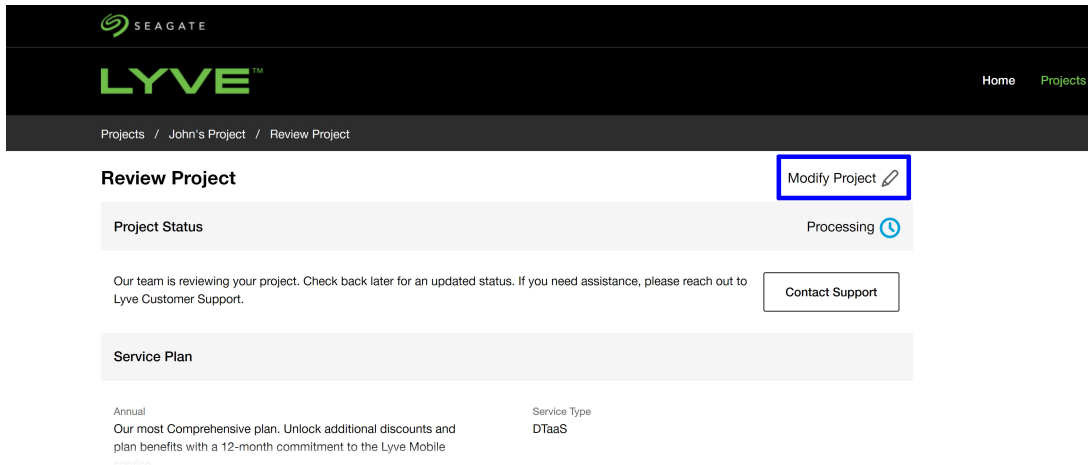 SEAGATE
LYVE™
Home Projects
Projects / John's Project / Review Project
Review Project
Modify Project
Project Status
Processing
Our team is reviewing your project. Check back later for an updated status. If you need assistance, please reach out to
Lyve Customer Support.
Contact Support
Service Plan
Annual
Our most Comprehensive plan. Unlock additional discounts and
plan benefits with a 12-month commitment to the Lyve Mobile
Service Type
DTaaS